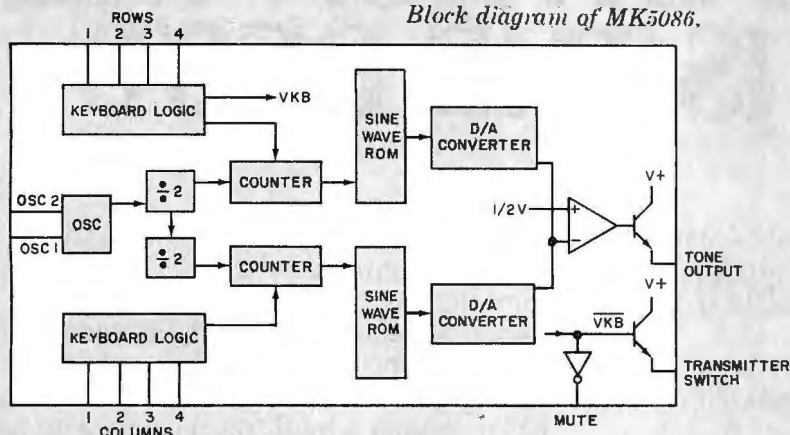 Block diagram of MK5086.
ROWS
1 2 3 4
KEYBOARD LOGIC
VKB
SINE
WAVE
ROM
D/A
CONVERTER
÷ 2
COUNTER
OSC 2
OSC
OSC 1
÷ 2
COUNTER
1/2 V
+
−
V+
TONE
OUTPUT
SINE
WAVE
ROM
D/A
CONVERTER
V+
VKB
KEYBOARD LOGIC
TRANSMITTER
SWITCH
1 2 3 4
COLUMNS
MUTE